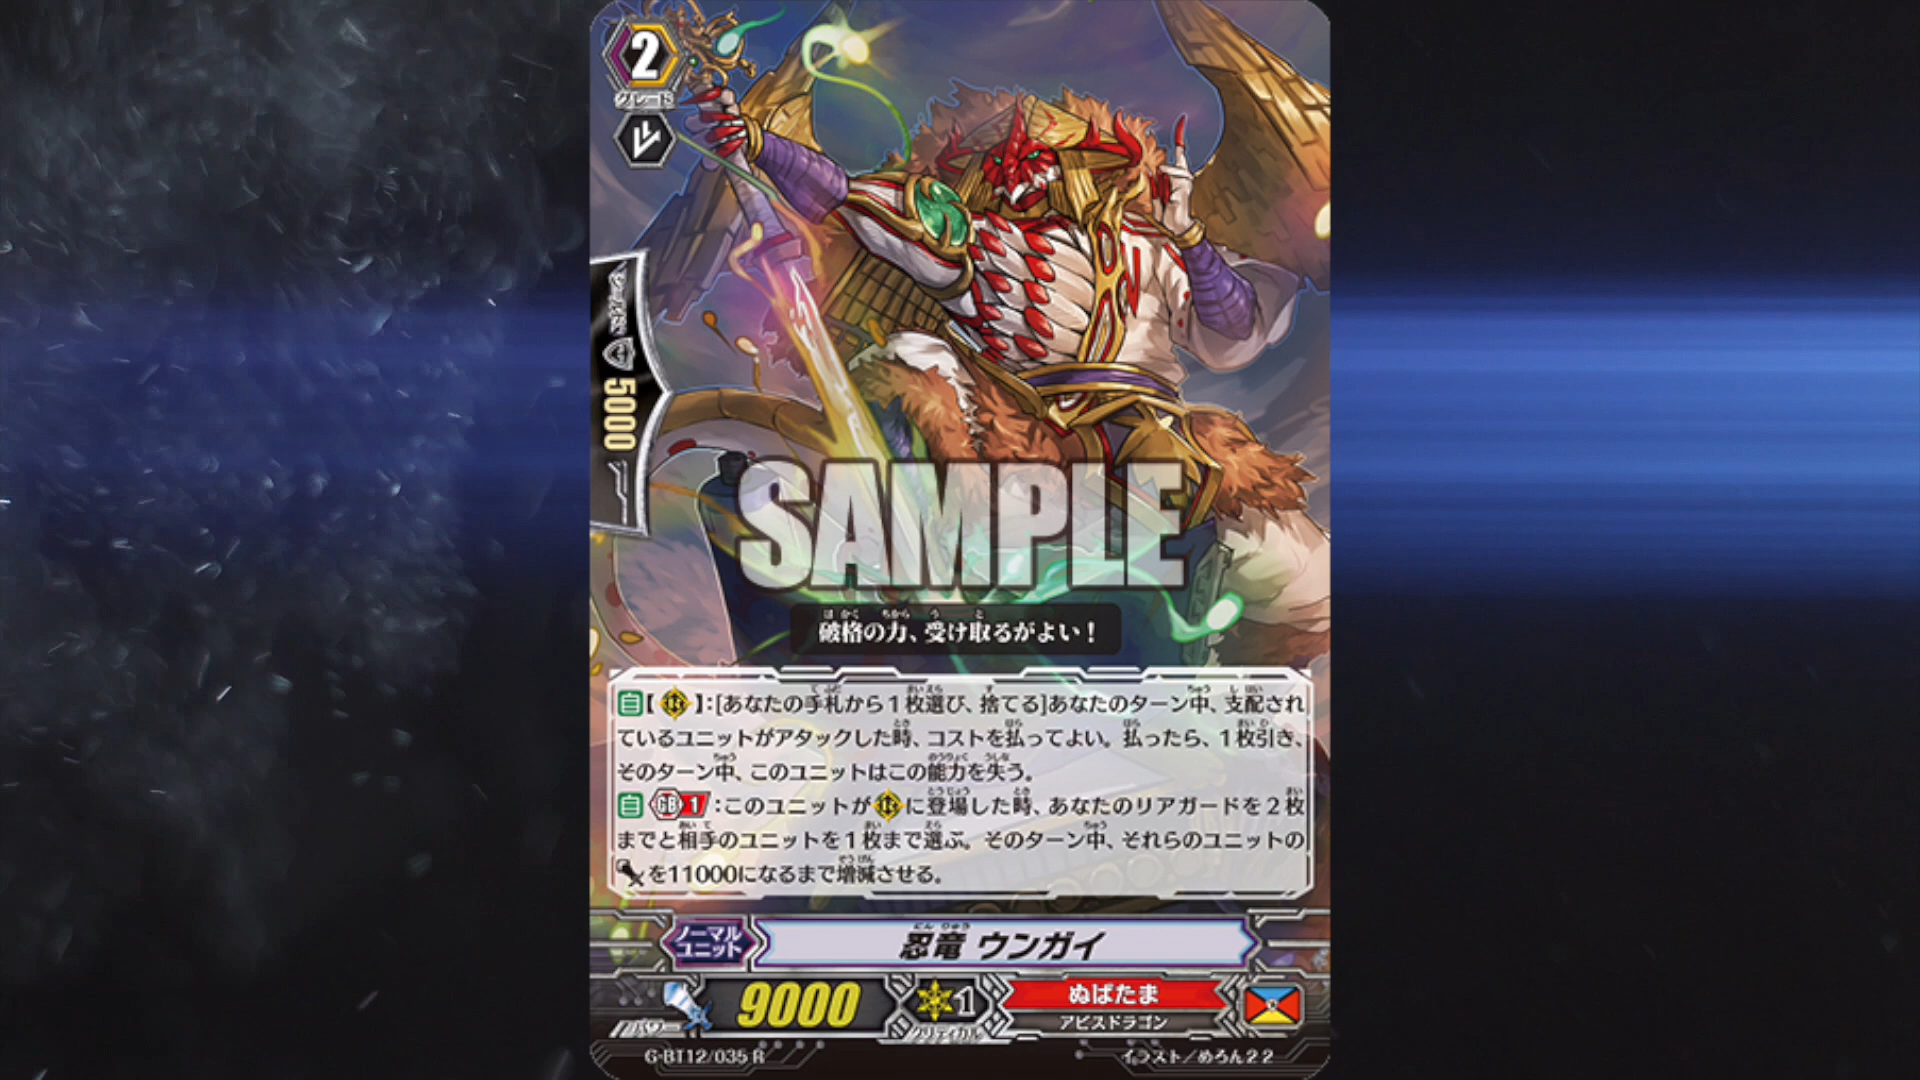 2
グレード
シールド
5000
SAMPLE
破格の力、受け取るがよい!
自【 】:[あなたの手札から1枚選び、捨てる]あなたのターン中、支配され
ているユニットがアタックした時、コストを払ってよい。払ったら、1枚引き、
そのターン中、このユニットはこの能力を失う。
自 GB 1:このユニットが に登場した時、あなたのリアガードを2枚
までと相手のユニットを1枚まで選ぶ。そのターン中、それらのユニットの
を11000になるまで増減させる。
ノーマル
ユニット
忍竜 ウンガイ
パワー 9000
1
クリティカル
ぬばたま
アビスドラゴン
G-BT12/035 R
イラスト/めろん22